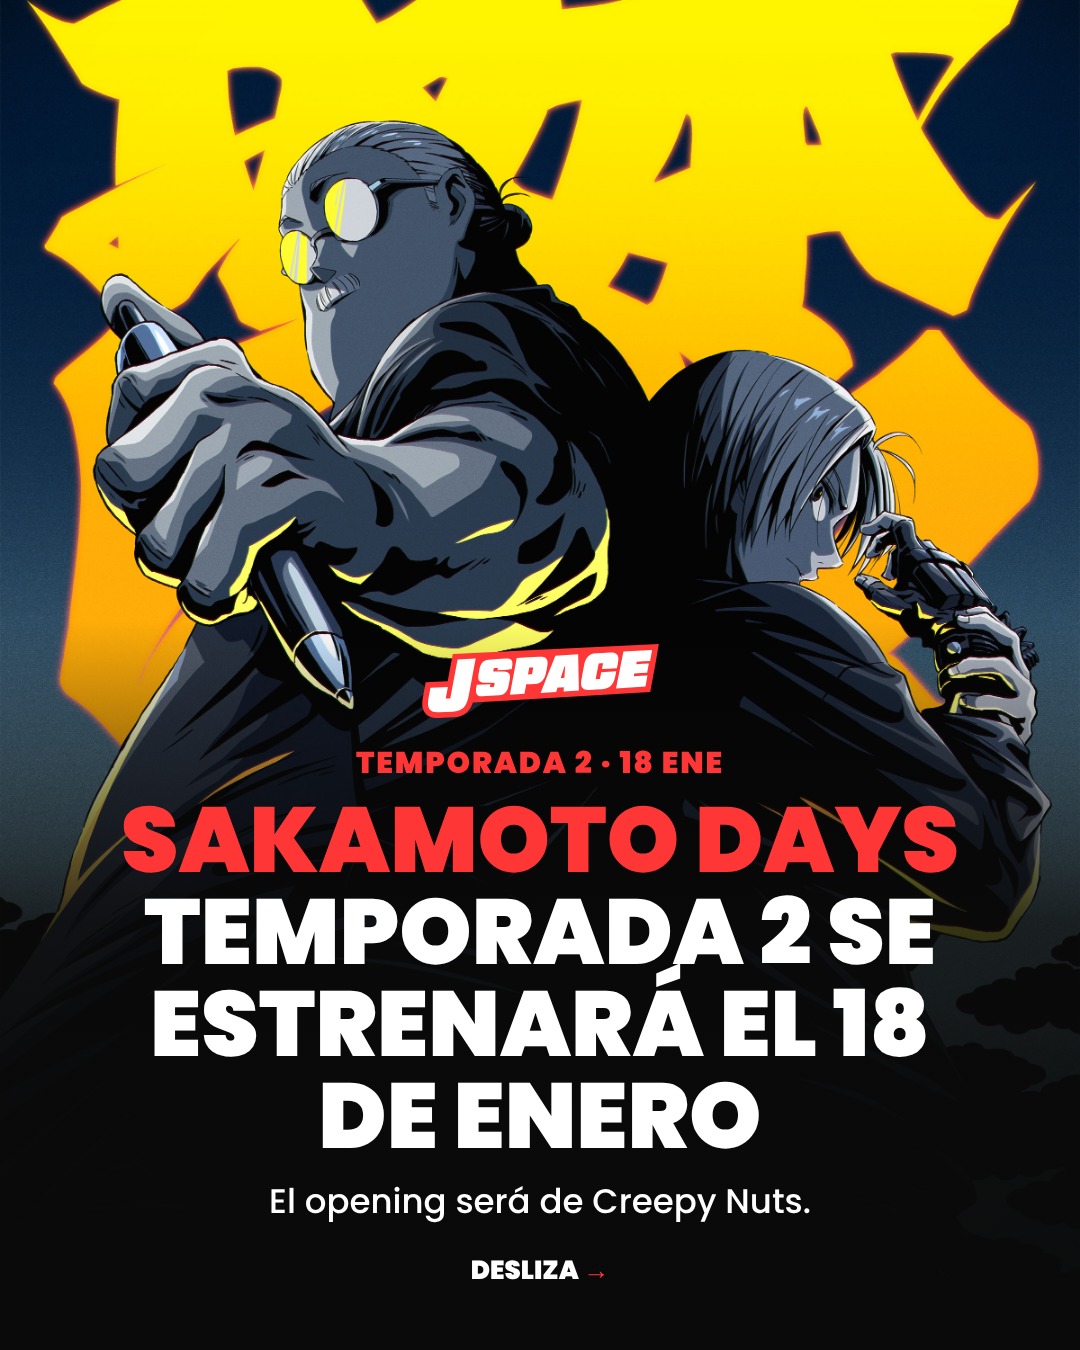 JSPACE
TEMPORADA 2 • 18 ENE
SAKAMOTO DAYS
TEMPORADA 2 SE
ESTRENARÁ EL 18
DE ENERO
El opening será de Creepy Nuts.
DESLIZA →